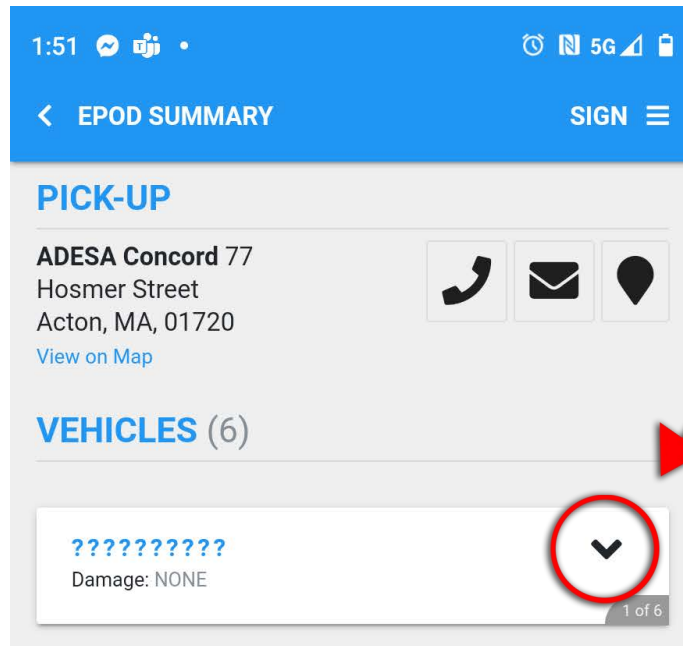 1:51 5G
EPOD SUMMARY SIGN
PICK-UP
ADESA Concord 77
Hosmer Street
Acton, MA, 01720
View on Map
VEHICLES (6)
??????????
Damage: NONE
1 of 6